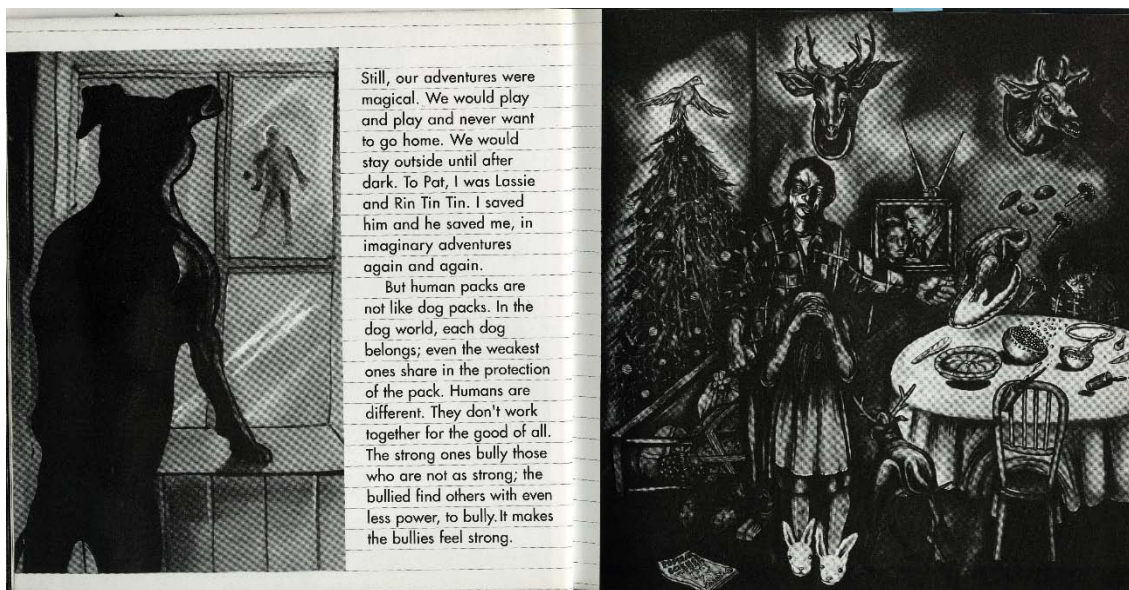 Still, our adventures were
magical. We would play
and play and never want
to go home. We would
stay outside until after
dark. To Pat, I was Lassie
and Rin Tin Tin. I saved
him and he saved me, in
imaginary adventures
again and again.
But human packs are
not like dog packs. In the
dog world, each dog
belongs; even the weakest
ones share in the protection
of the pack. Humans are
different. They don't work
together for the good of all.
The strong ones bully those
who are not as strong; the
bullied find others with even
less power, to bully. It makes
the bullies feel strong.